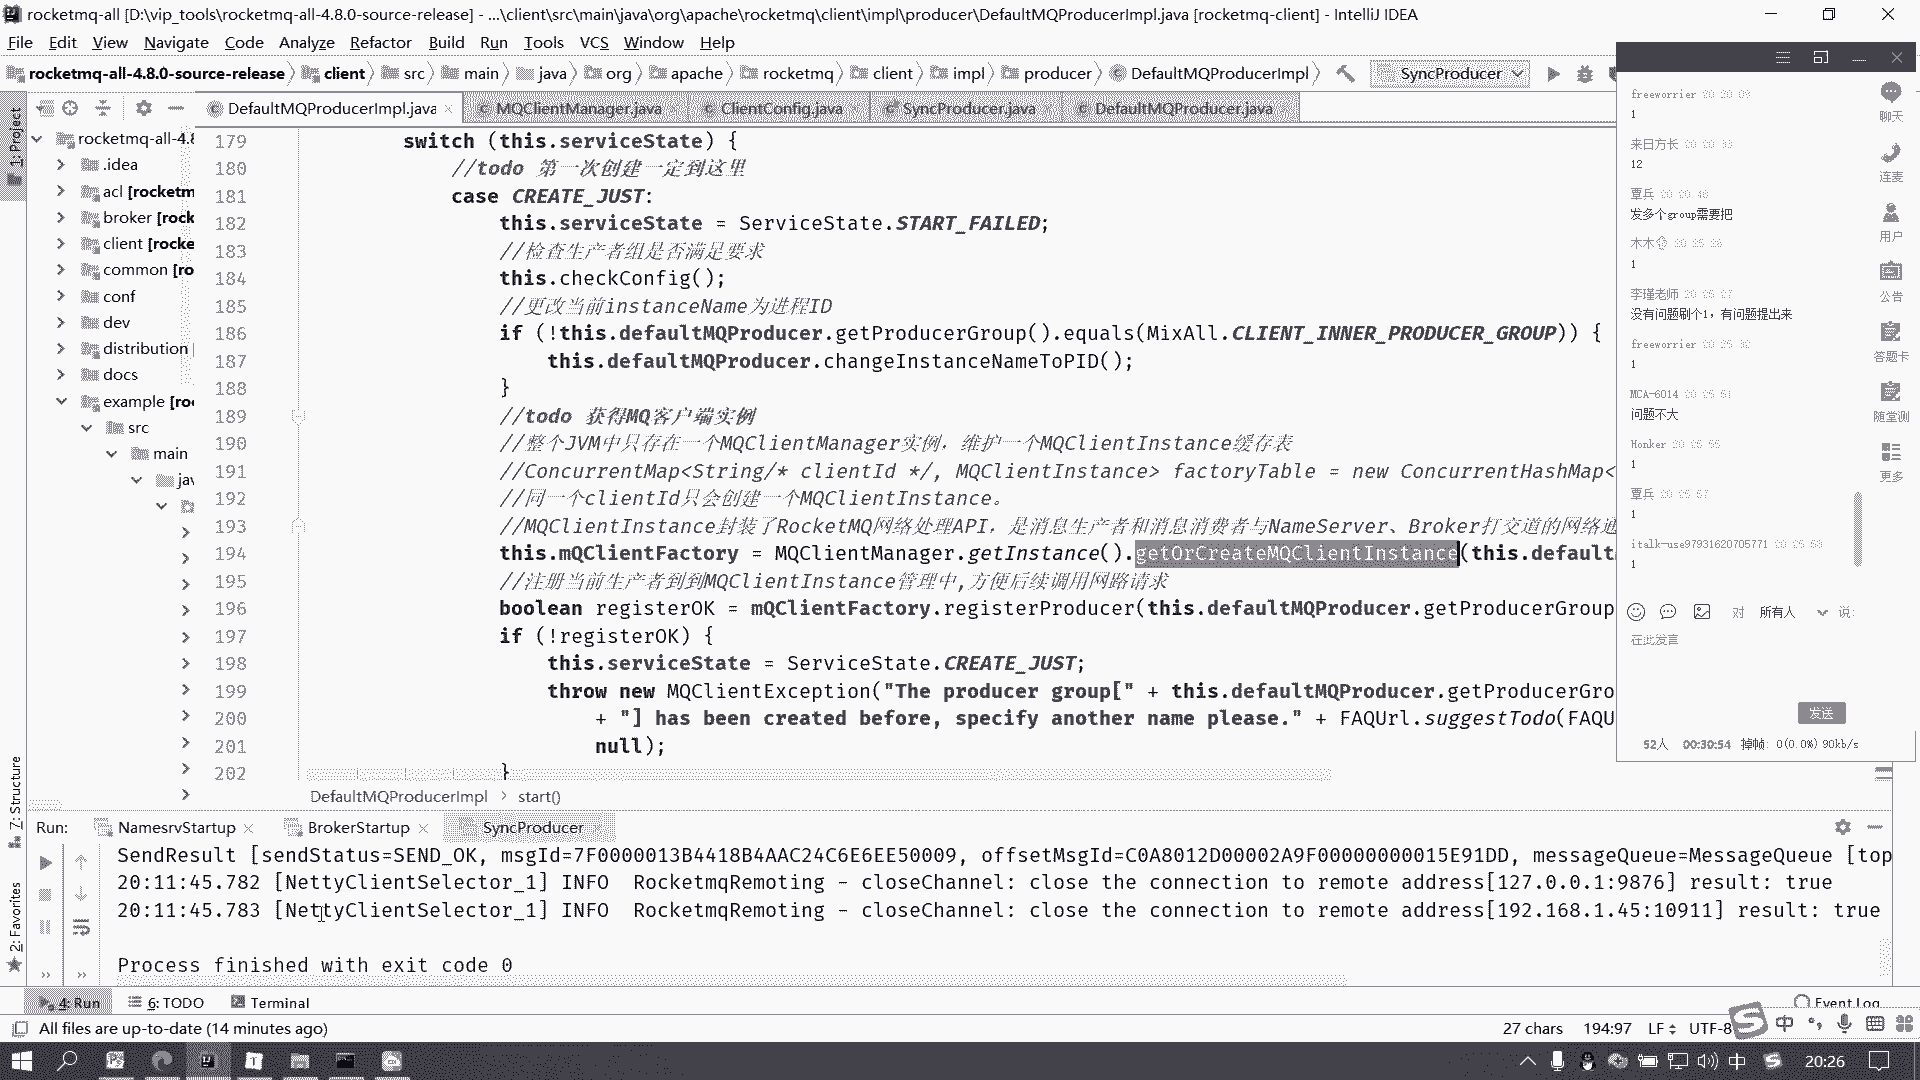 rocketmq-all [D:\vip_tools\rocketmq-all-4.8.0-source-release] - ...\client\src\main\java\org\apache\rocketmq\client\impl\producer\DefaultMQProducerImpl.java [rocketmq-client] - IntelliJ IDEA
File Edit View Navigate Code Analyze Refactor Build Run Tools VCS Window Help
rocketmq-all-4.8.0-source-release client src main java org apache rocketmq client impl producer DefaultMQProducerImpl SyncProducer
DefaultMQProducerImpl.java MQClientManager.java ClientConfig.java SyncProducer.java DefaultMQProducer.java
1: Project
rocketmq-all-4.8
.idea
acl [rocketm
broker [rock
client [rocke
common [ro
conf
dev
distribution
docs
example [roc
src
main
jav
179 switch (this.serviceState) {
180 //todo 第一次创建一定到这里
181 case CREATE_JUST:
182 this.serviceState = ServiceState.START_FAILED;
183 //检查生产者组是否满足要求
184 this.checkConfig();
185 //更改当前instanceName为进程ID
186 if (!this.defaultMQProducer.getProducerGroup().equals(MixAll.CLIENT_INNER_PRODUCER_GROUP)) {
187 this.defaultMQProducer.changeInstanceNameToPID();
188 }
189 //todo 获得MQ客户端实例
190 //整个JVM中只存在一个MQClientManager实例，维护一个MQClientInstance缓存表
191 //ConcurrentMap<String/* clientId */, MQClientInstance> factoryTable = new ConcurrentHashMap<
192 //同一个clientId只会创建一个MQClientInstance。
193 //MQClientInstance封装了RocketMQ网络处理API，是消息生产者和消息消费者与NameServer、Broker打交道的网络通
194 this.mQClientFactory = MQClientManager.getInstance().getOrCreateMQClientInstance(this.default
195 //注册当前生产者到到MQClientInstance管理中,方便后续调用网路请求
196 boolean registerOK = mQClientFactory.registerProducer(this.defaultMQProducer.getProducerGroup
197 if (!registerOK) {
198 this.serviceState = ServiceState.CREATE_JUST;
199 throw new MQClientException("The producer group[" + this.defaultMQProducer.getProducerGro
200 + "] has been created before, specify another name please." + FAQUrl.suggestTodo(FAQU
201 null);
202 }
DefaultMQProducerImpl > start()
freeworrier
1
来日方长
12
覃兵
发多个group需要把
木木
1
李瑾老师
没有问题刷个1，有问题提出来
freeworrier
1
MCA-6014
问题不大
Honker
1
覃兵
1
italk-use97931620705771
1
对 所有人 说:
在此发言
发送
52人 00:30:54 掉帧: 0(0.0%) 90kb/s
聊天
连麦
用户
公告
答题卡
随堂测
更多
7: Structure
2: Favorites
Run: NamesrvStartup BrokerStartup SyncProducer
SendResult [sendStatus=SEND_OK, msgId=7F0000013B4418B4AAC24C6E6EE50009, offsetMsgId=C0A8012D00002A9F00000000015E91DD, messageQueue=MessageQueue [top
20:11:45.782 [NettyClientSelector_1] INFO RocketmqRemoting - closeChannel: close the connection to remote address[127.0.0.1:9876] result: true
20:11:45.783 [NettyClientSelector_1] INFO RocketmqRemoting - closeChannel: close the connection to remote address[192.168.1.45:10911] result: true
Process finished with exit code 0
4: Run 6: TODO Terminal Event Log
All files are up-to-date (14 minutes ago) 27 chars 194:97 LF UTF-8 中
中 20:26